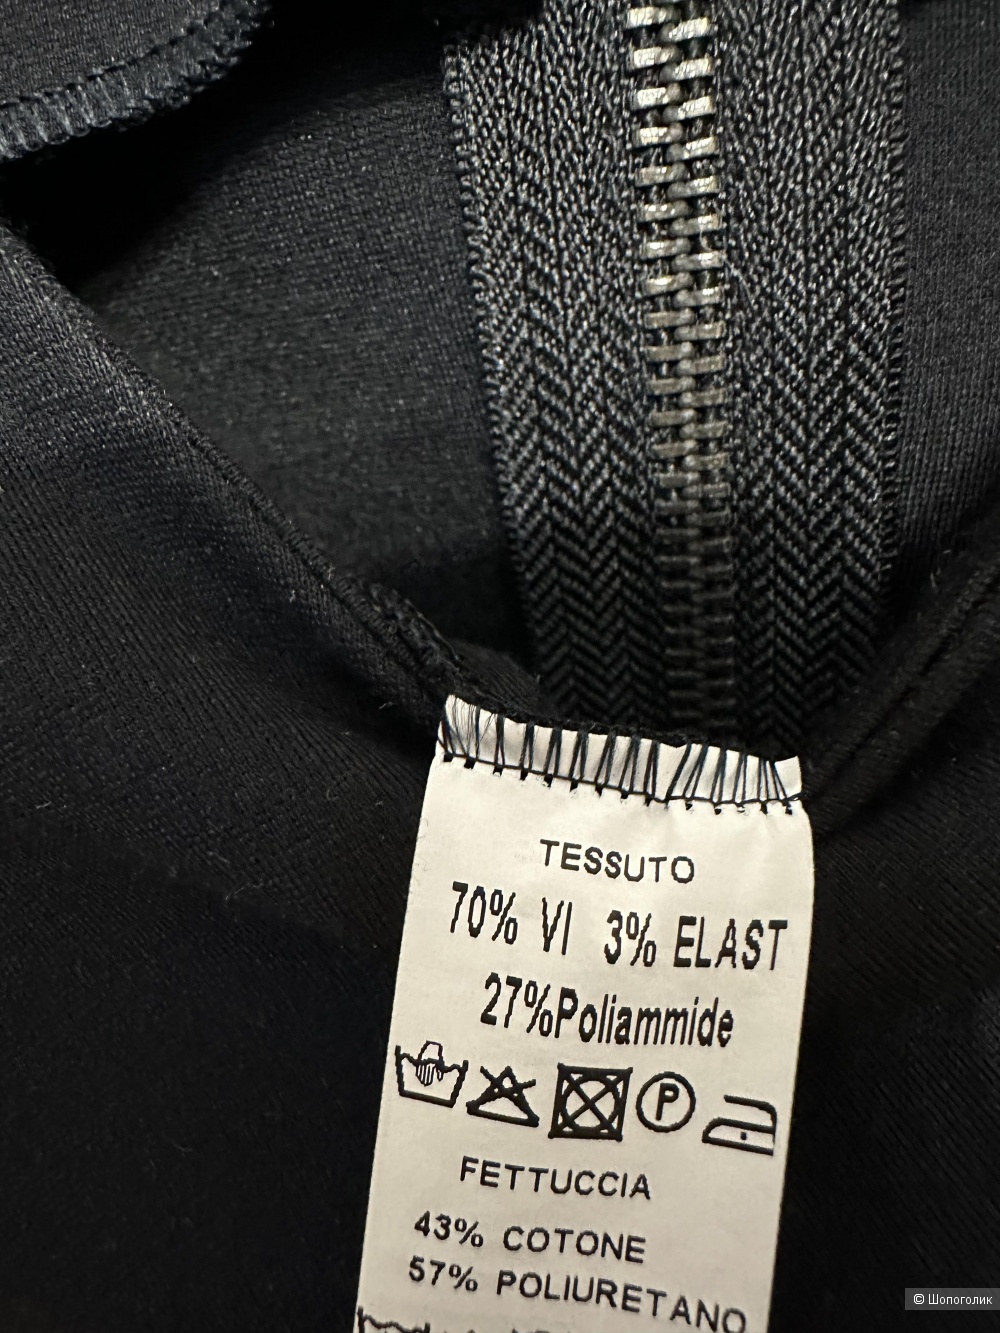 TESSUTO
70% VI 3% ELAST
27%Poliammide
P
FETTUCCIA
43% COTONE
57% POLIURETANO
© Шопоголик